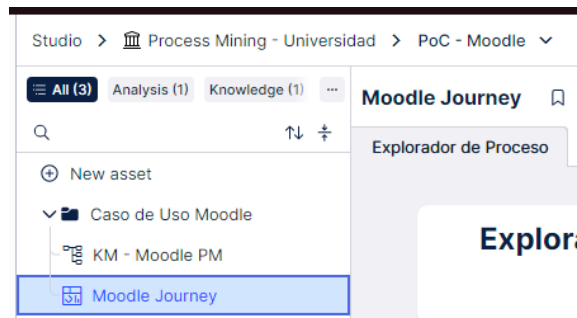 Studio > Process Mining - Universidad > PoC - Moodle
All (3) Analysis (1) Knowledge (1) ...
Moodle Journey
Explorador de Proceso
New asset
Caso de Uso Moodle
KM - Moodle PM
Moodle Journey